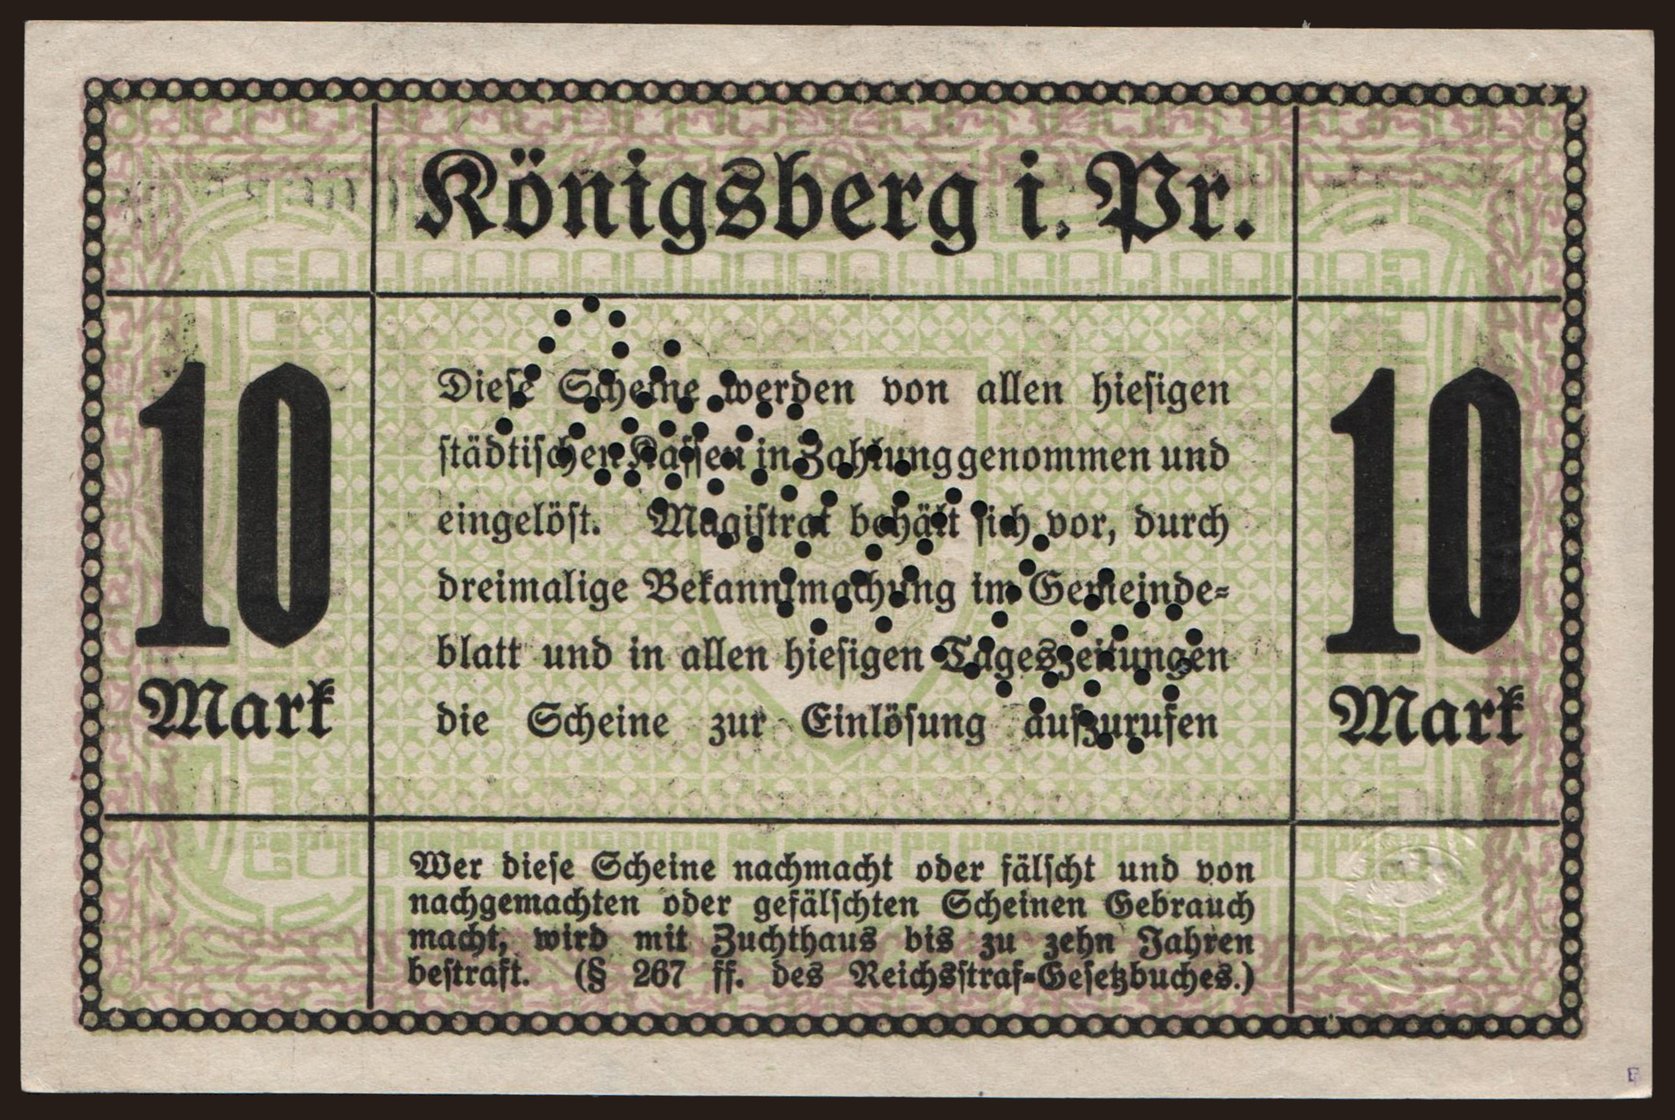 Königsberg i. Pr.
10
Mark
Diese Scheine werden von allen hiesigen
städtischen Kassen in Zahlung genommen und
eingelöst. Magistrat behält sich vor, durch
dreimalige Bekanntmachung im Gemeinde=
blatt und in allen hiesigen Tageszeitungen
die Scheine zur Einlösung aufzurufen
10
Mark
Wer diese Scheine nachmacht oder fälscht und von
nachgemachten oder gefälschten Scheinen Gebrauch
macht, wird mit Zuchthaus bis zu zehn Jahren
bestraft. (§ 267 ff. des Reichsstraf=Gesetzbuches.)